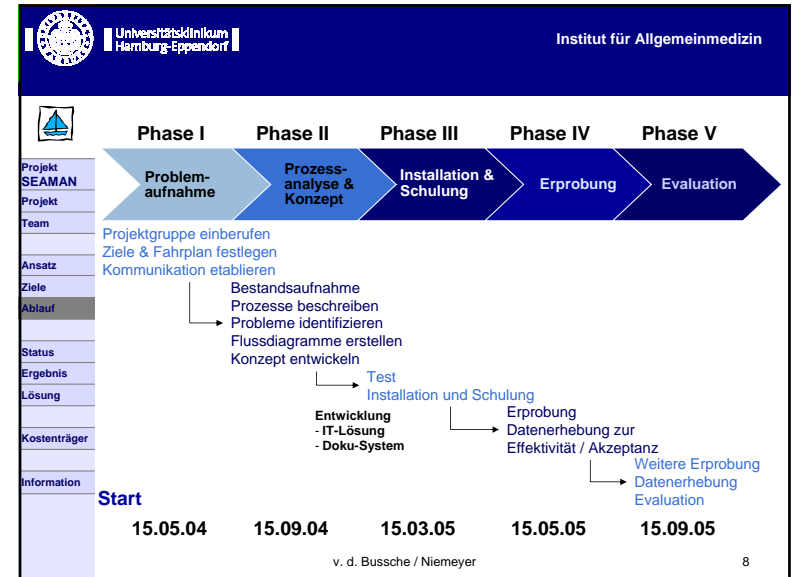 Universitätsklinikum
Hamburg-Eppendorf
Institut für Allgemeinmedizin
Phase I
Phase II
Phase III
Phase IV
Phase V
Problem-
aufnahme
Prozess-
analyse &
Konzept
Installation &
Schulung
Erprobung
Evaluation
Projekt
SEAMAN
Projekt
Team
Ansatz
Ziele
Ablauf
Status
Ergebnis
Lösung
Kostenträger
Information
Projektgruppe einberufen
Ziele & Fahrplan festlegen
Kommunikation etablieren
Bestandsaufnahme
Prozesse beschreiben
Probleme identifizieren
Flussdiagramme erstellen
Konzept entwickeln
Test
Installation und Schulung
Entwicklung
- IT-Lösung
- Doku-System
Erprobung
Datenerhebung zur
Effektivität / Akzeptanz
Weitere Erprobung
Datenerhebung
Evaluation
Start
15.05.04
15.09.04
15.03.05
15.05.05
15.09.05
v. d. Bussche / Niemeyer
8